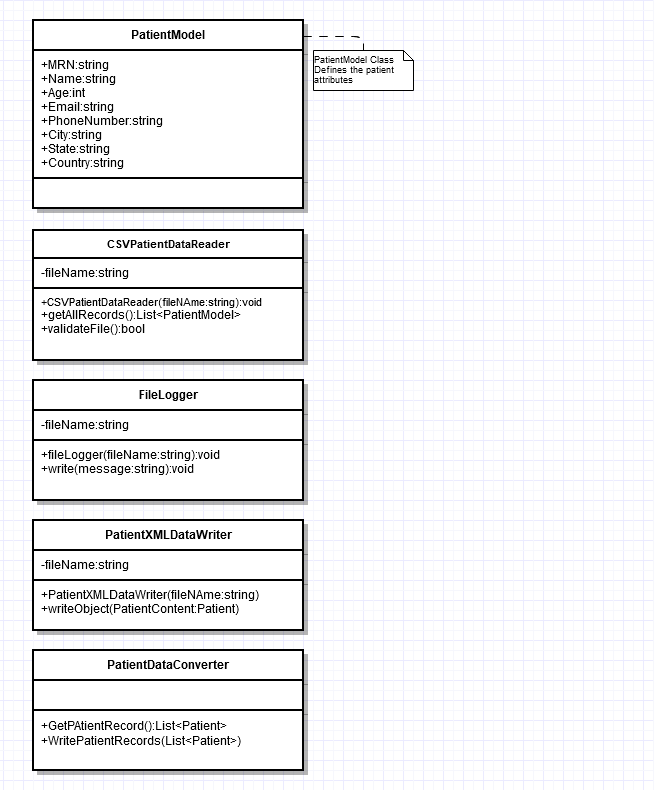 PatientModel
+MRN:string
+Name:string
+Age:int
+Email:string
+PhoneNumber:string
+City:string
+State:string
+Country:string
PatientModel Class
Defines the patient
attributes
CSVPatientDataReader
-fileName:string
+CSVPatientDataReader(fileNAme:string):void
+getAllRecords():List<PatientModel>
+validateFile():bool
FileLogger
-fileName:string
+fileLogger(fileName:string):void
+write(message:string):void
PatientXMLDataWriter
-fileName:string
+PatientXMLDataWriter(fileNAme:string)
+writeObject(PatientContent:Patient)
PatientDataConverter
+GetPAtientRecord():List<Patient>
+WritePatientRecords(List<Patient>)